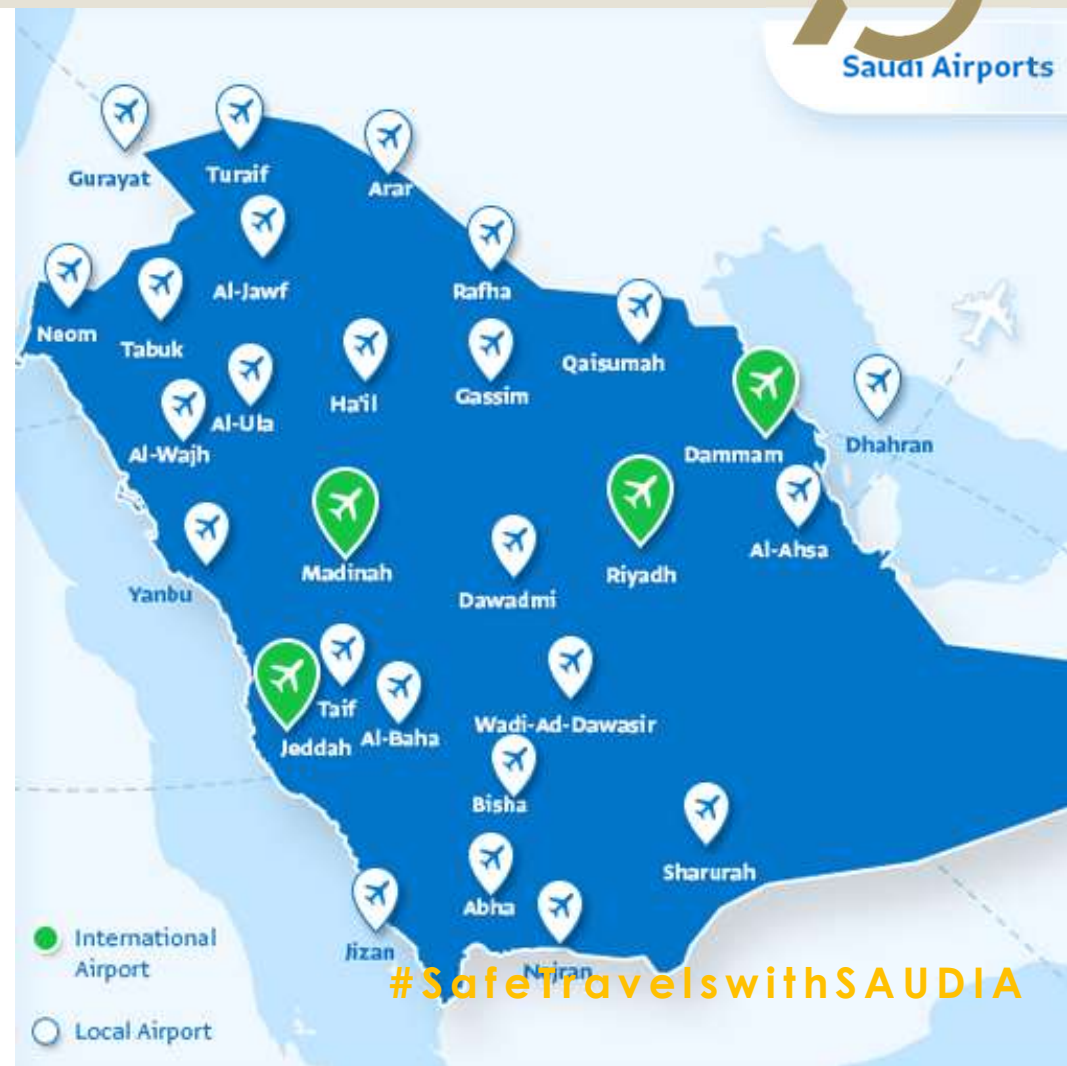 Saudi Airports
Gurayat
Turaif
Arar
Al-Jawf
Rafha
Neom
Tabuk
Qaisumah
Ha'il
Gassim
Al-Ula
Al-Wajh
Dammam
Dhahran
Al-Ahsa
Madinah
Riyadh
Yanbu
Dawadmi
Taif
Jeddah
Al-Baha
Wadi-Ad-Dawasir
Bisha
Sharurah
Abha
Jizan
Najran
International
Airport
Local Airport
#SafeTravelswithSAUDIA